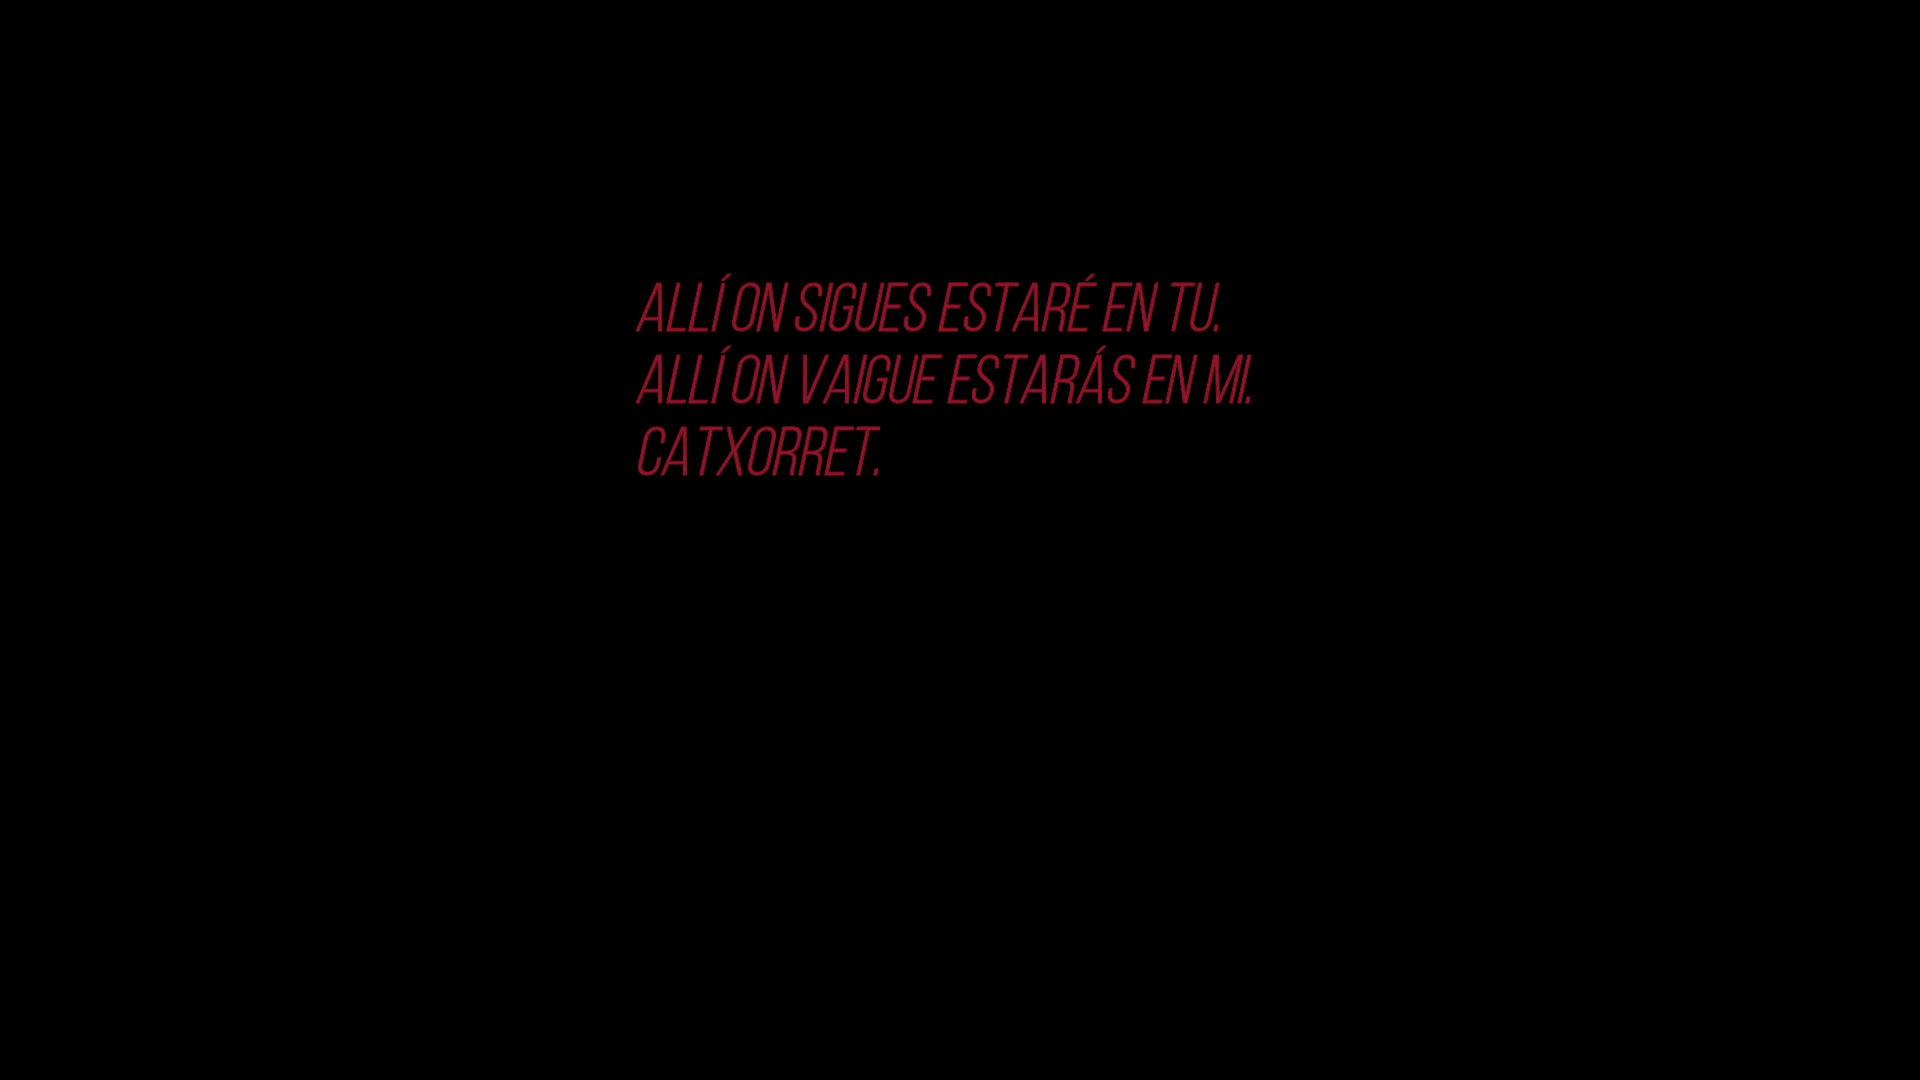 ALLÍ ON SIGUES ESTARÉ EN TU.
ALLÍ ON VAIGUE ESTARÁS EN MI.
CATXORRET.